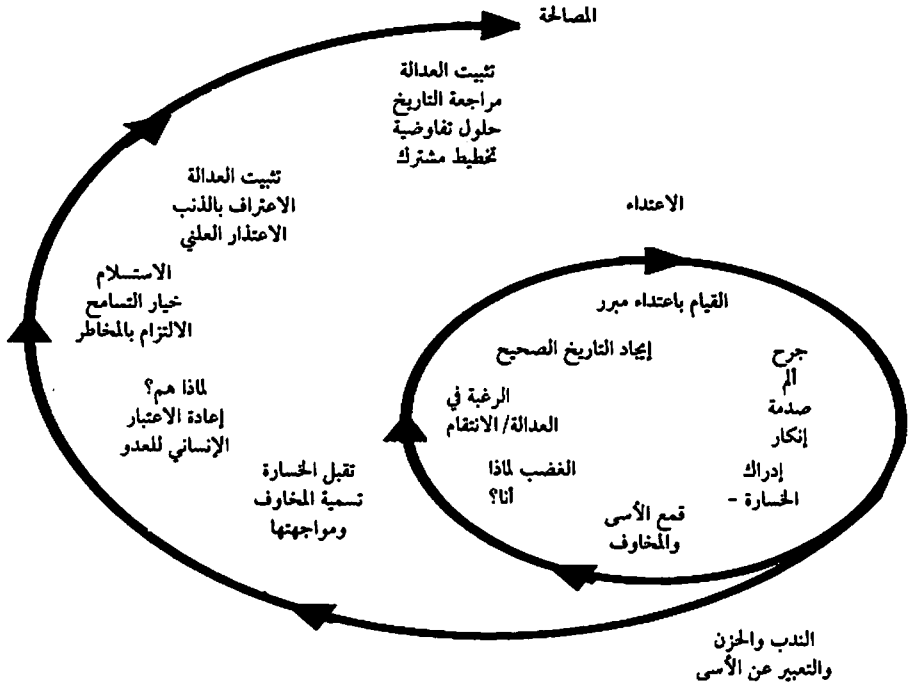 المصالحة
تثبيت العدالة
مراجعة التاريخ
حلول تفاوضية
تخطيط مشترك
تثبيت العدالة
الاعتراف بالذنب
الاعتذار العلني
الاستسلام
خيار التسامح
الالتزام بالمخاطر
لماذا هم؟
إعادة الاعتبار
الإنساني للعدو
تقبل الخسارة
تسمية المخاوف
ومواجهتها
الندب والحزن
والتعبير عن الأسى
الاعتداء
القيام باعتداء مبرر
إيجاد التاريخ الصحيح
الرغبة في
العدالة/ الانتقام
الغضب لماذا
أنا؟
قمع الأسى
والمخاوف
إدراك
الخسارة -
جرح
ألم
صدمة
إنكار